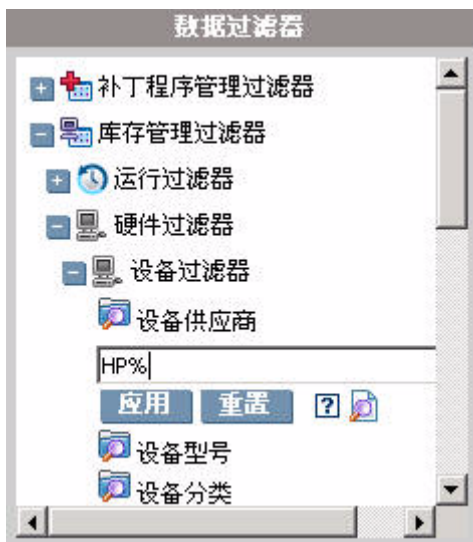 数据过滤器
补丁程序管理过滤器
库存管理过滤器
运行过滤器
硬件过滤器
设备过滤器
设备供应商
HP%
应用 重置 ?
设备型号
设备分类